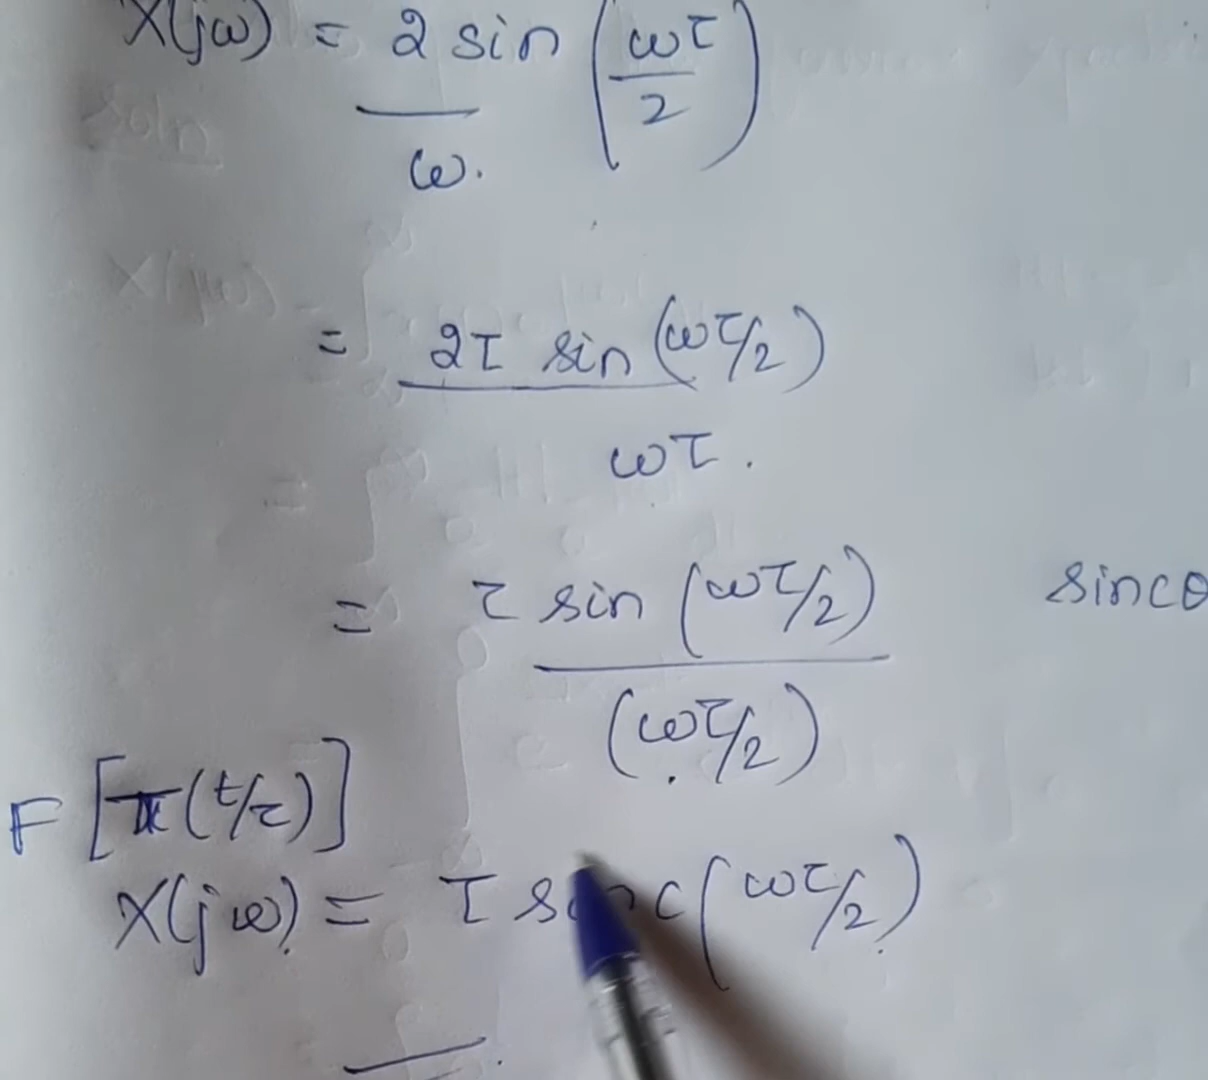 X(jω) = 2 sin (ωτ/2)
ω.
= 2τ sin (ωτ/2)
ωτ.
= τ sin (ωτ/2) sincθ
(ωτ/2)
F [π(t/τ)]
X(jω) = τ sinc (ωτ/2)